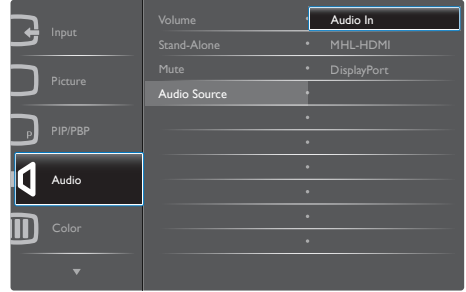 Input
Picture
PIP/PBP
P
Audio
Color
Volume
Stand-Alone
Mute
Audio Source
Audio In
MHL-HDMI
DisplayPort